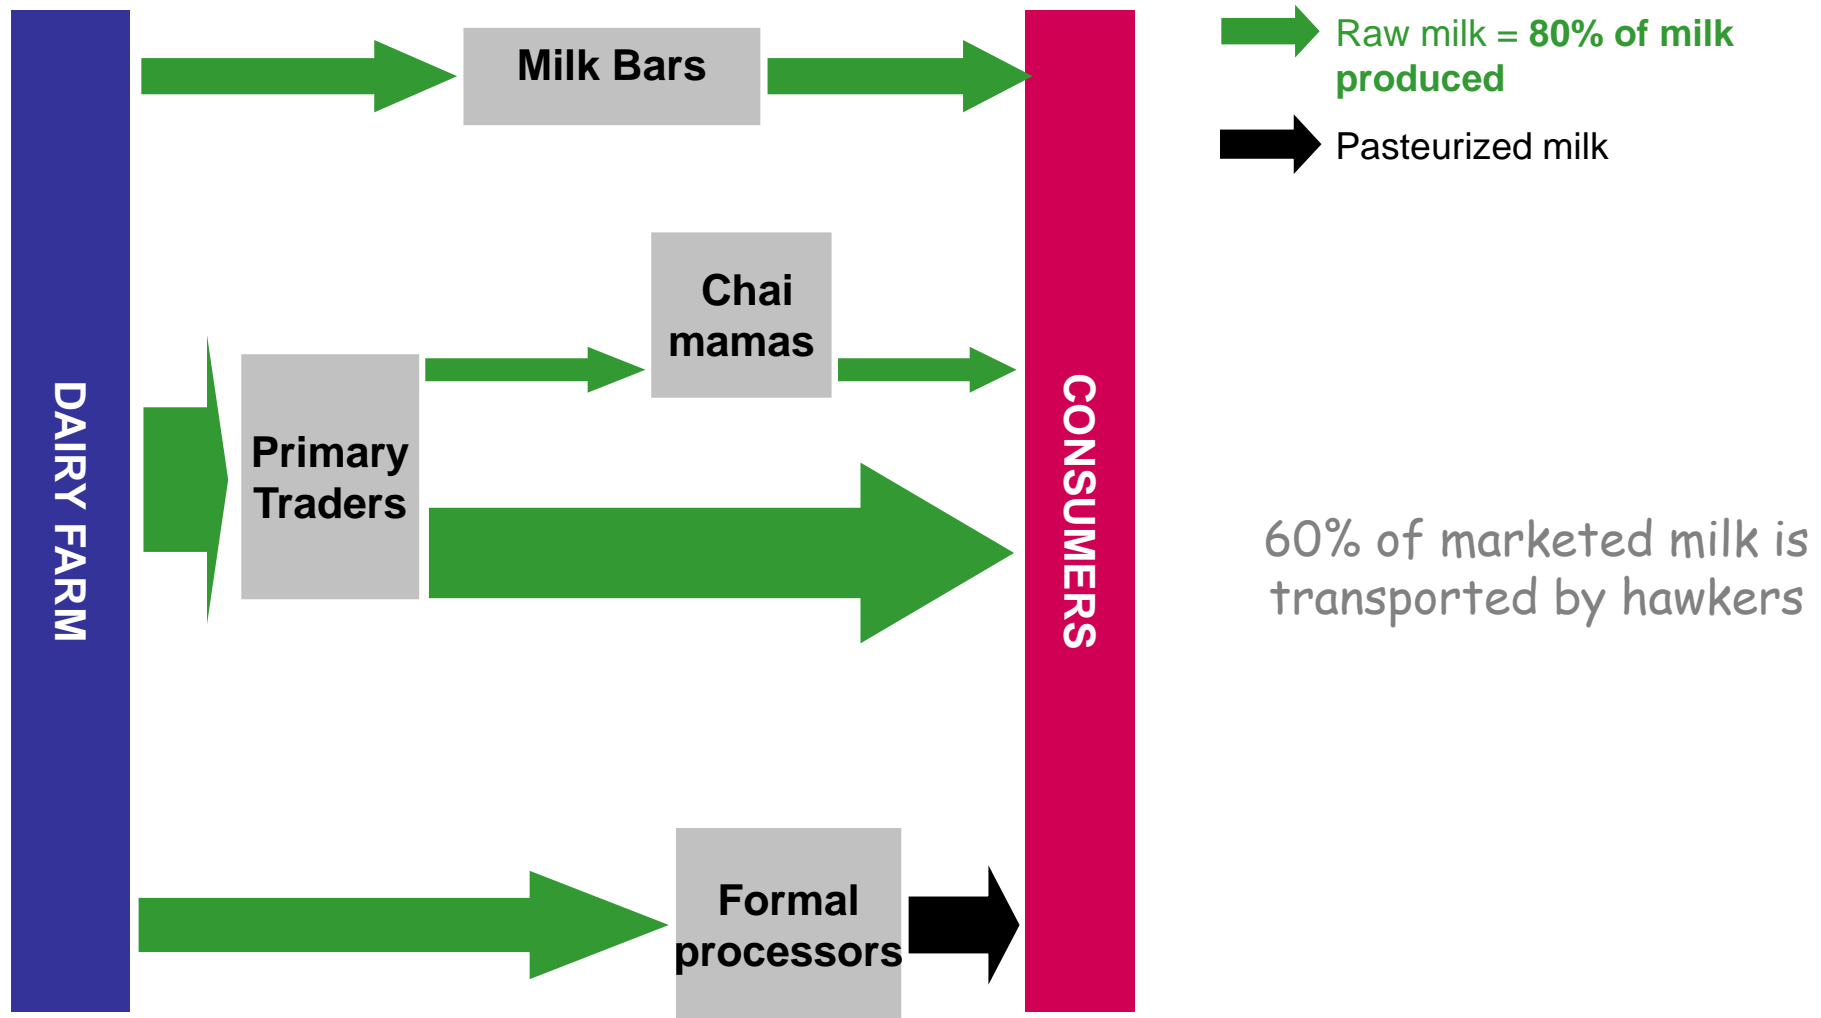 DAIRY FARM
Milk Bars
Chai
mamas
Primary
Traders
Formal
processors
CONSUMERS
Raw milk = 80% of milk
produced
Pasteurized milk
60% of marketed milk is
transported by hawkers